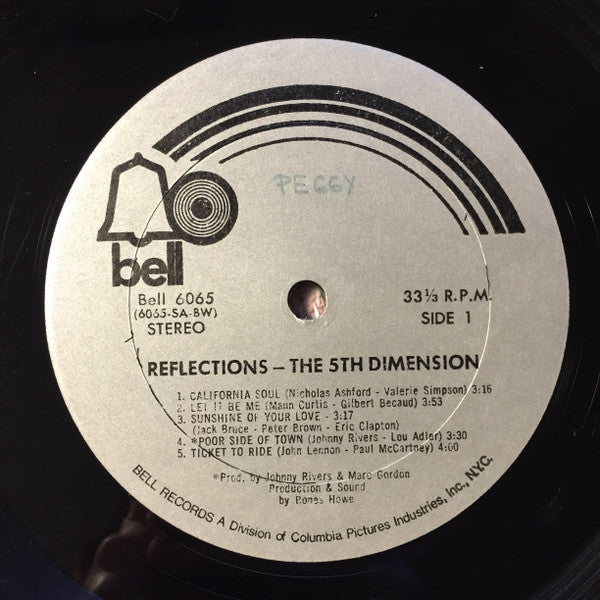 PEGGY
bell
Bell 6065
(6065-SA-BW)
STEREO
33⅓ R.P.M.
SIDE 1
REFLECTIONS – THE 5TH DIMENSION
1. CALIFORNIA SOUL (Nicholas Ashford - Valerie Simpson) 3:16
2. LET IT BE ME (Mann Curtis - Gilbert Becaud) 3:53
3. SUNSHINE OF YOUR LOVE - 3:17
(Jack Bruce - Peter Brown - Eric Clapton)
4. *POOR SIDE OF TOWN (Johnny Rivers - Lou Adler) 3:30
5. TICKET TO RIDE (John Lennon - Paul McCartney) 4:00
*Prod. by Johnny Rivers & Marc Gordon
Production & Sound
by Bones Howe
BELL RECORDS A Division of Columbia Pictures Industries, Inc., N.Y.C.